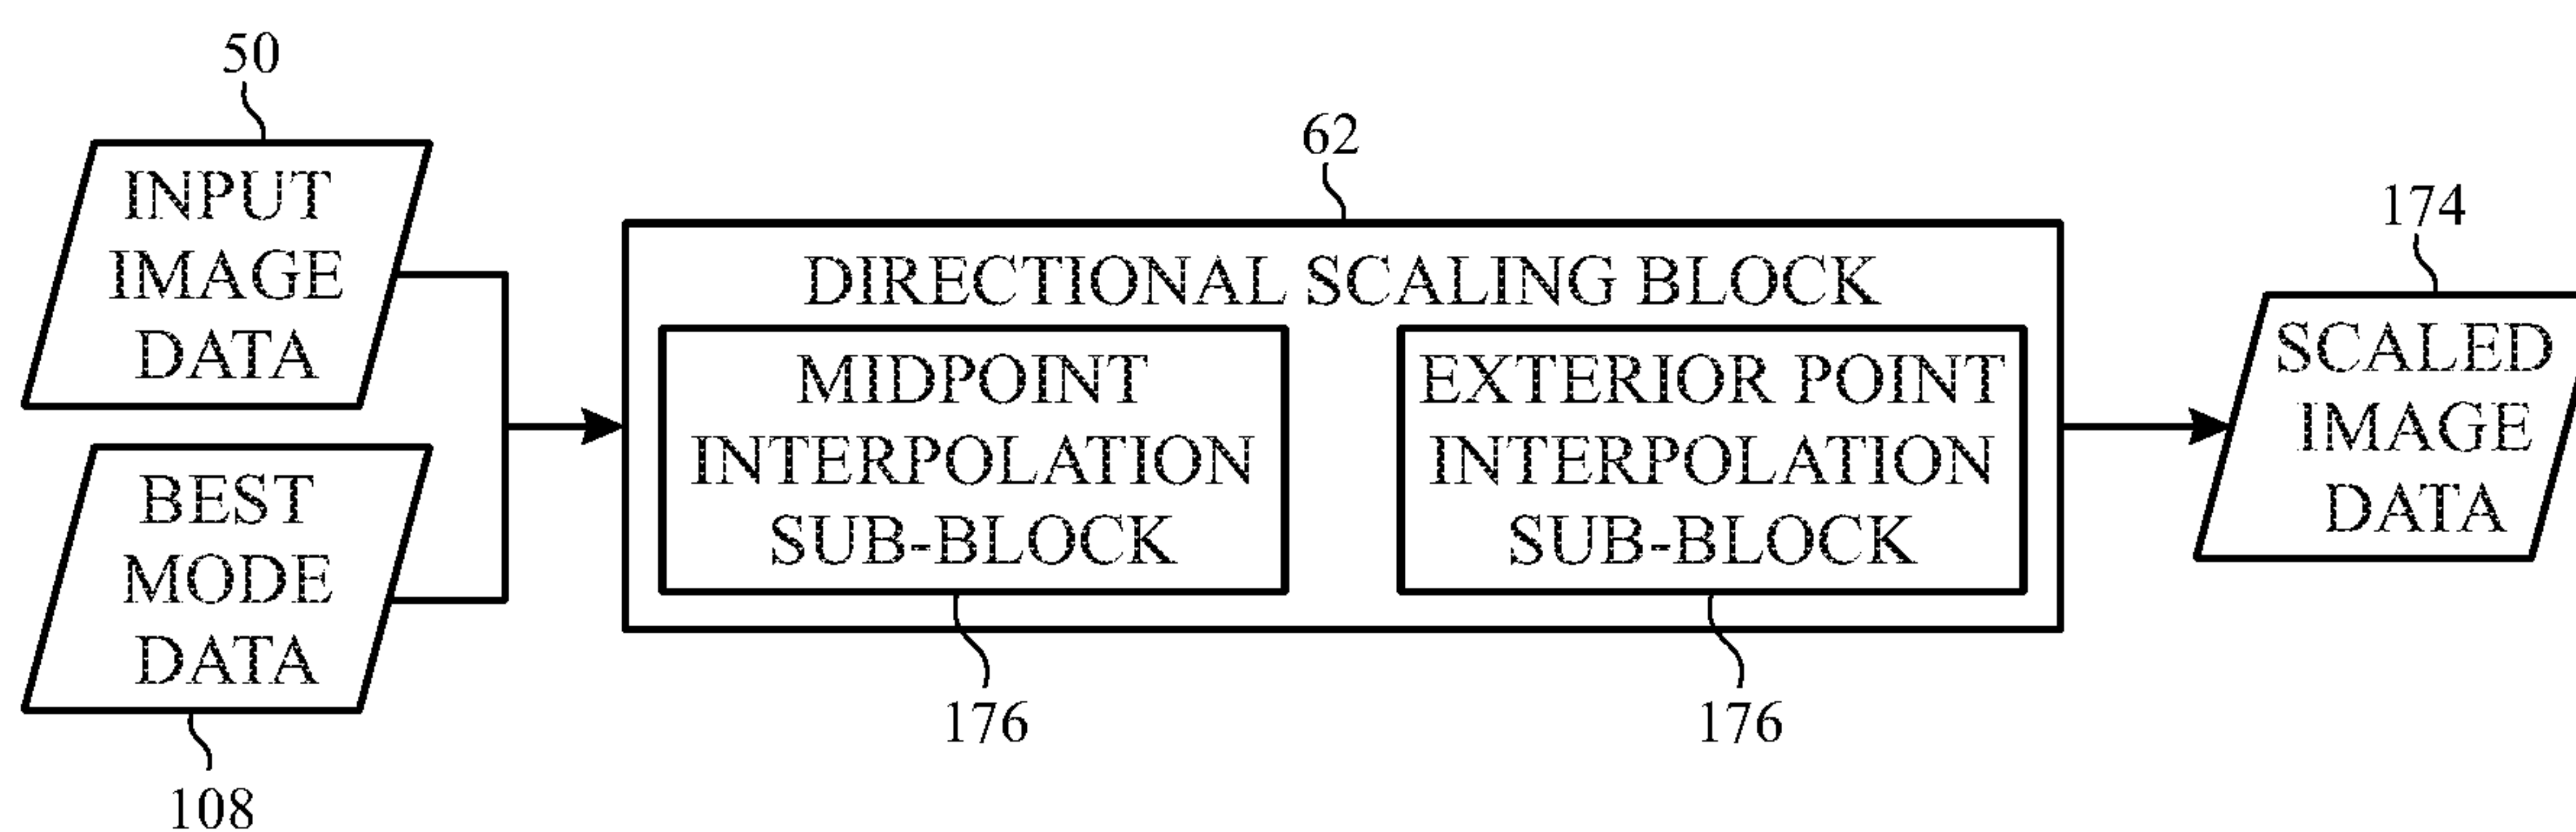 50
INPUT
IMAGE
DATA
BEST
MODE
DATA
108
62
DIRECTIONAL SCALING BLOCK
MIDPOINT
INTERPOLATION
SUB-BLOCK
176
EXTERIOR POINT
INTERPOLATION
SUB-BLOCK
176
174
SCALED
IMAGE
DATA